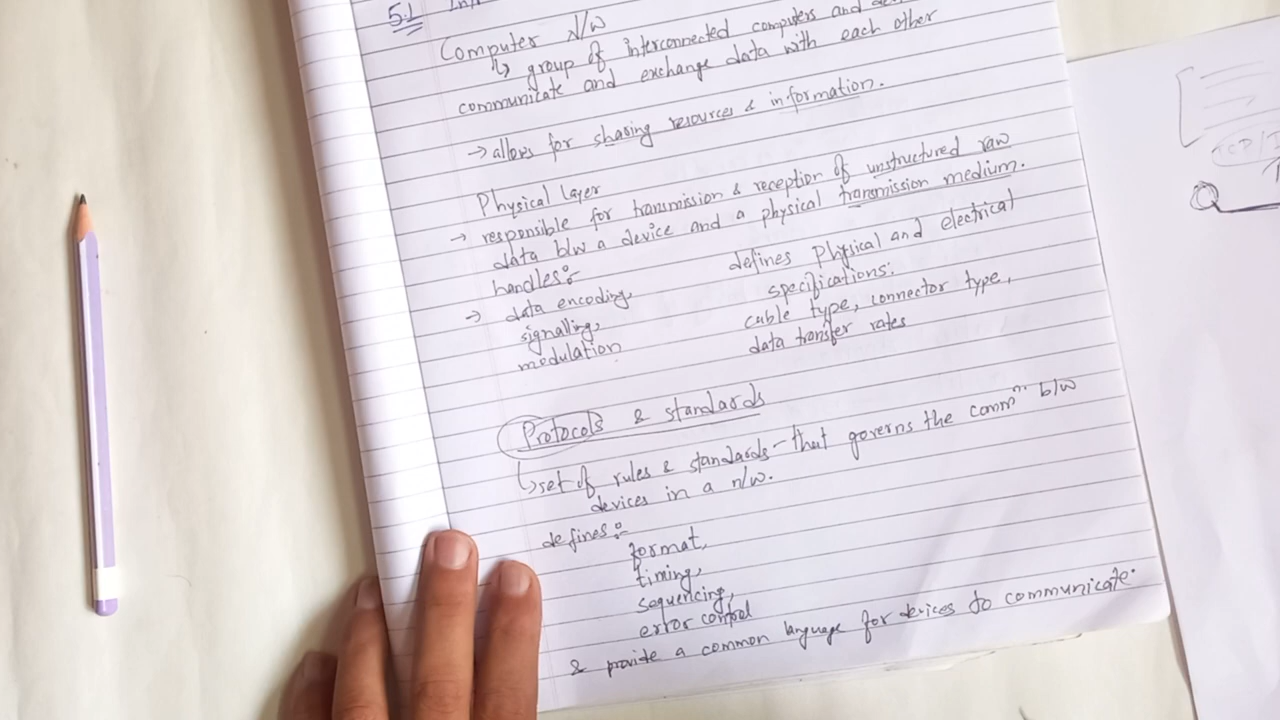 5.1
Computer N/W
↳ group of interconnected computers and
communicate and exchange data with each other
→ allows for sharing resources & information.
Physical Layer
→ responsible for transmission & reception of unstructured raw
data b/w a device and a physical transmission medium.
handles:-
→ data encoding,
signalling,
modulation
defines Physical and electrical
specifications:
cable type, connector type,
data transfer rates
Protocols & standards
↳ set of rules & standards - that governs the commⁿ b/w
devices in a n/w.
defines:-
format,
timing,
sequencing,
error control
& provide a common language for devices to communicate.